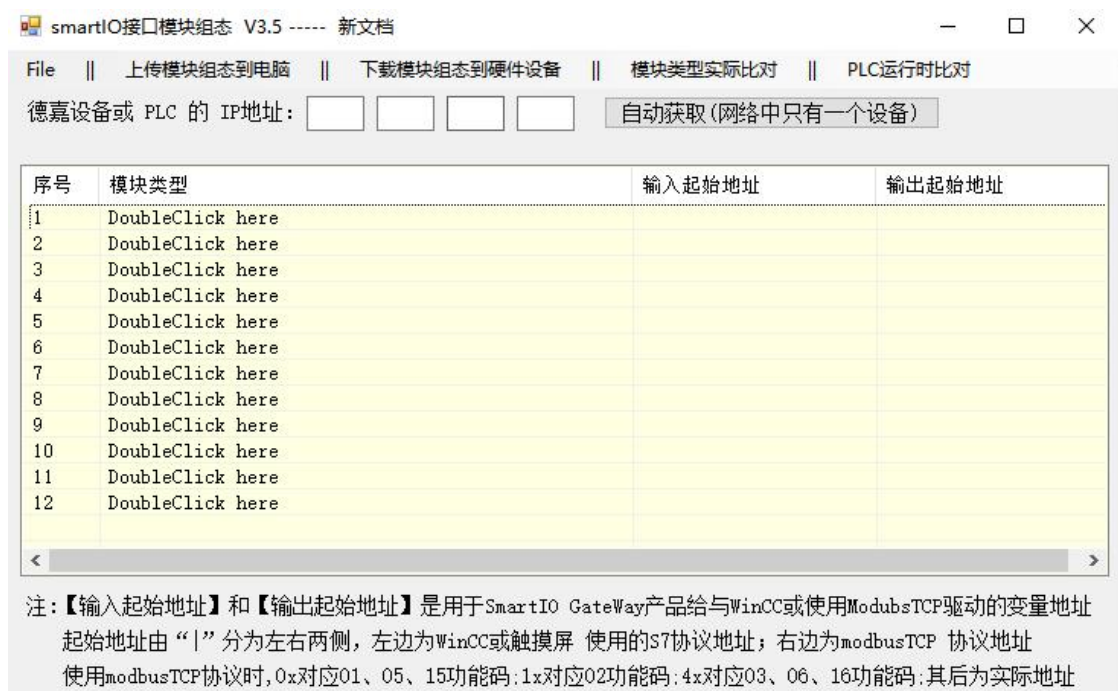 smartIO接口模块组态 V3.5 ----- 新文档
File || 上传模块组态到电脑 || 下载模块组态到硬件设备 || 模块类型实际比对 || PLC运行时比对
德嘉设备或 PLC 的 IP地址: 自动获取(网络中只有一个设备)
序号 模块类型 输入起始地址 输出起始地址
1 DoubleClick here
2 DoubleClick here
3 DoubleClick here
4 DoubleClick here
5 DoubleClick here
6 DoubleClick here
7 DoubleClick here
8 DoubleClick here
9 DoubleClick here
10 DoubleClick here
11 DoubleClick here
12 DoubleClick here
注:【输入起始地址】和【输出起始地址】是用于SmartIO GateWay产品给与WinCC或使用ModubsTCP驱动的变量地址
起始地址由“|”分为左右两侧，左边为WinCC或触摸屏 使用的S7协议地址；右边为modbusTCP 协议地址
使用modbusTCP协议时,0x对应01、05、15功能码;1x对应02功能码;4x对应03、06、16功能码;其后为实际地址